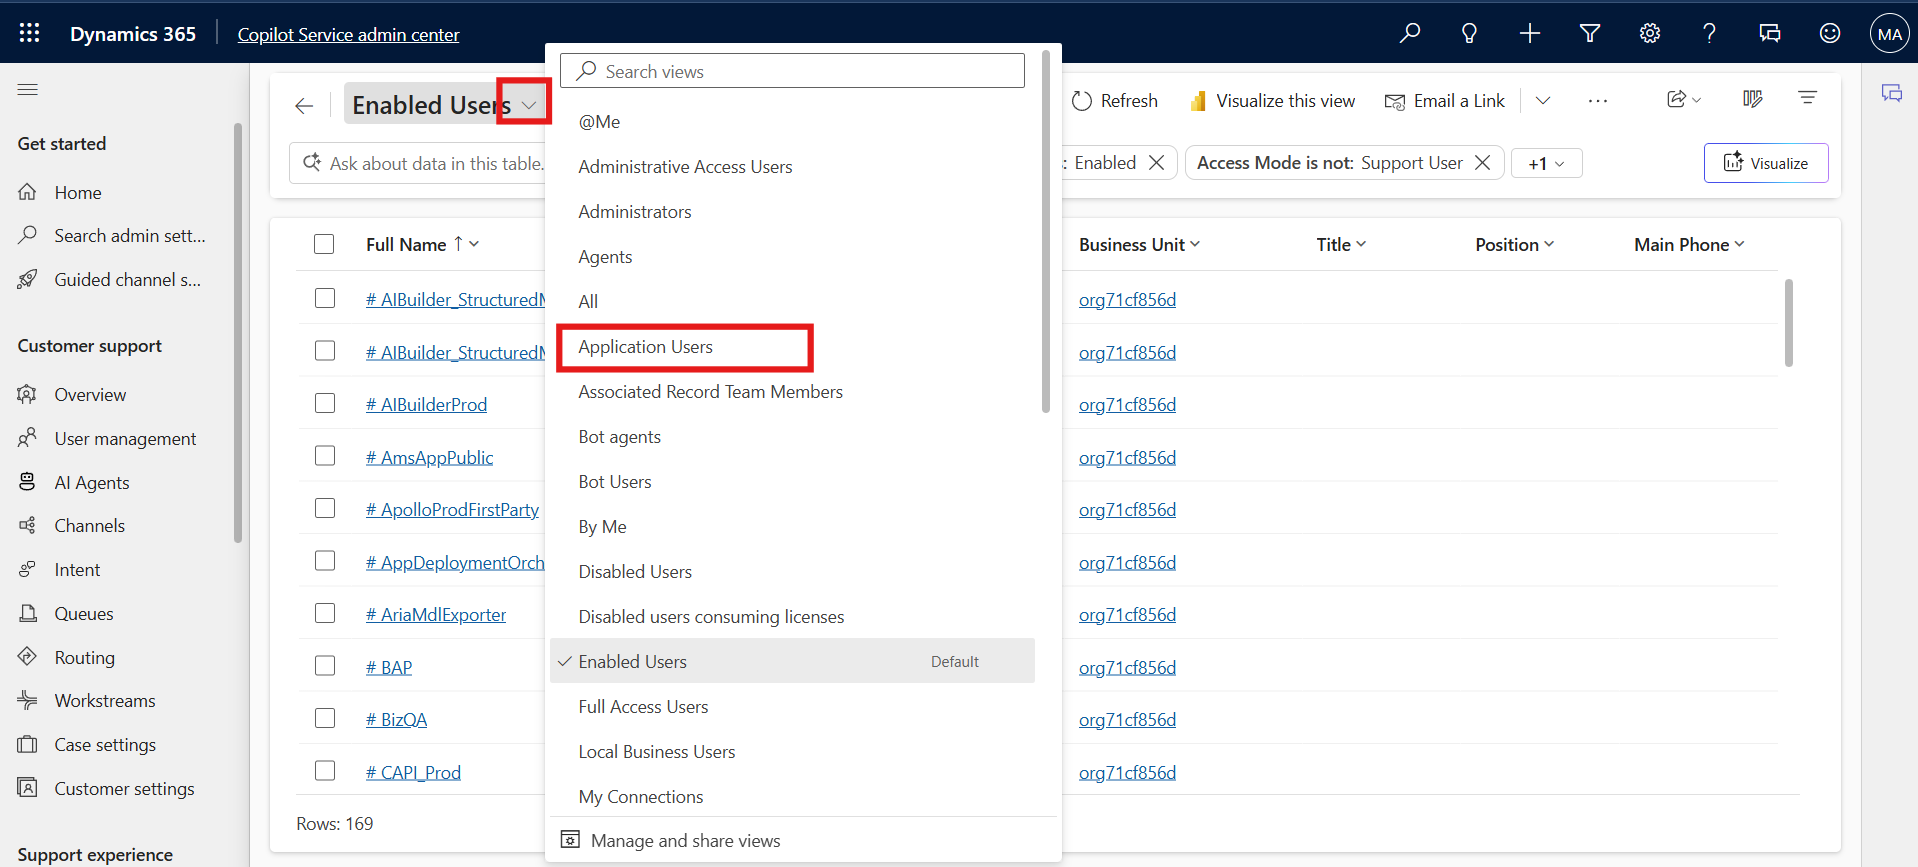 Dynamics 365
Copilot Service admin center
MA
Get started
Home
Search admin sett...
Guided channel s...
Customer support
Overview
User management
AI Agents
Channels
Intent
Queues
Routing
Workstreams
Case settings
Customer settings
Support experience
Enabled Users
Refresh
Visualize this view
Email a Link
Ask about data in this table.
: Enabled
Access Mode is not: Support User
+1
Visualize
Search views
@Me
Administrative Access Users
Administrators
Agents
All
Application Users
Associated Record Team Members
Bot agents
Bot Users
By Me
Disabled Users
Disabled users consuming licenses
Enabled Users Default
Full Access Users
Local Business Users
My Connections
Manage and share views
Full Name Business Unit Title Position Main Phone
# AIBuilder_Structured org71cf856d
# AIBuilder_Structured org71cf856d
# AIBuilderProd org71cf856d
# AmsAppPublic org71cf856d
# ApolloProdFirstParty org71cf856d
# AppDeploymentOrch org71cf856d
# AriaMdlExporter org71cf856d
# BAP org71cf856d
# BizQA org71cf856d
# CAPI_Prod org71cf856d
Rows: 169